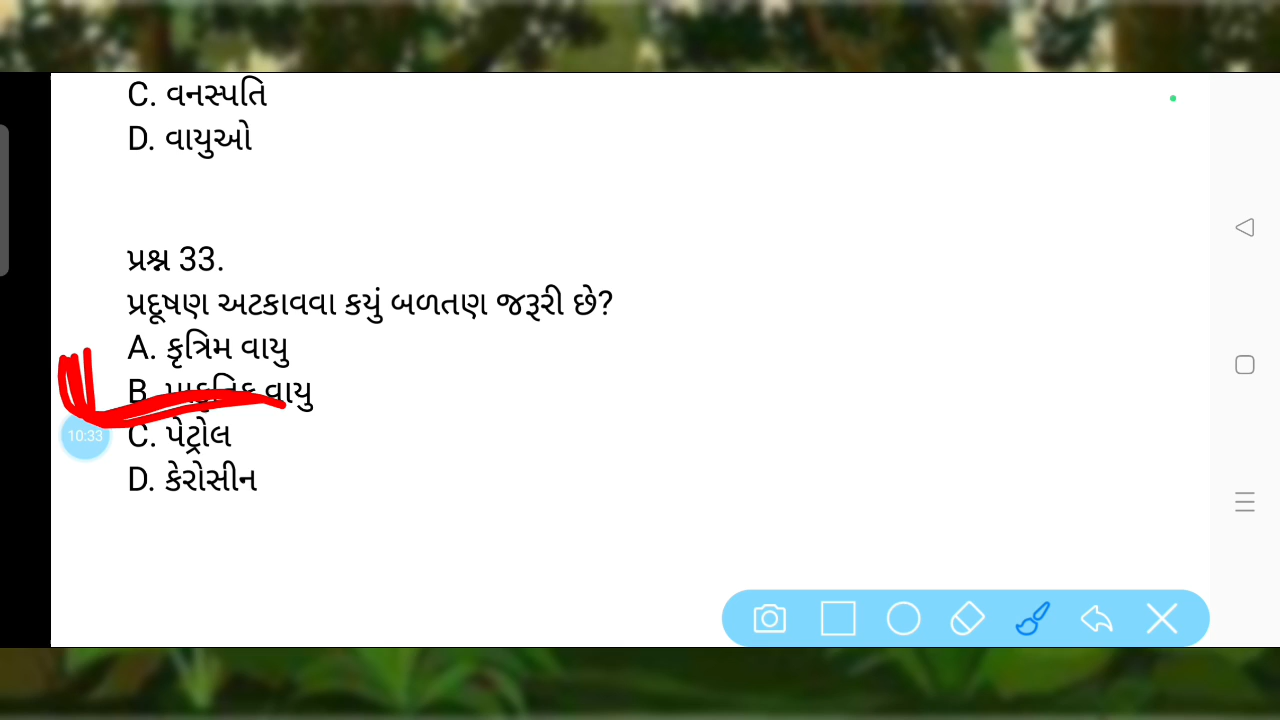 C. વનસ્પતિ
D. વાયુઓ
પ્રશ્ન 33.
પ્રદૂષણ અટકાવવા કયું બળતણ જરૂરી છે?
A. કૃત્રિમ વાયુ
B. પ્રાકૃતિક વાયુ
C. પેટ્રોલ
10:33
D. કેરોસીન